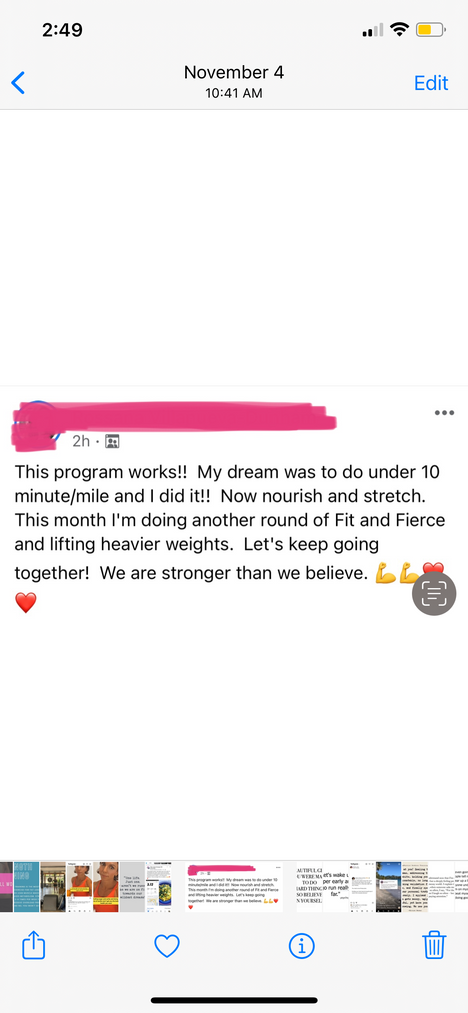 2:49
November 4
10:41 AM
Edit
2h ·
This program works!!  My dream was to do under 10
minute/mile and I did it!!  Now nourish and stretch.
This month I'm doing another round of Fit and Fierce
and lifting heavier weights.  Let's keep going
together!  We are stronger than we believe. 💪💪❤️
❤️